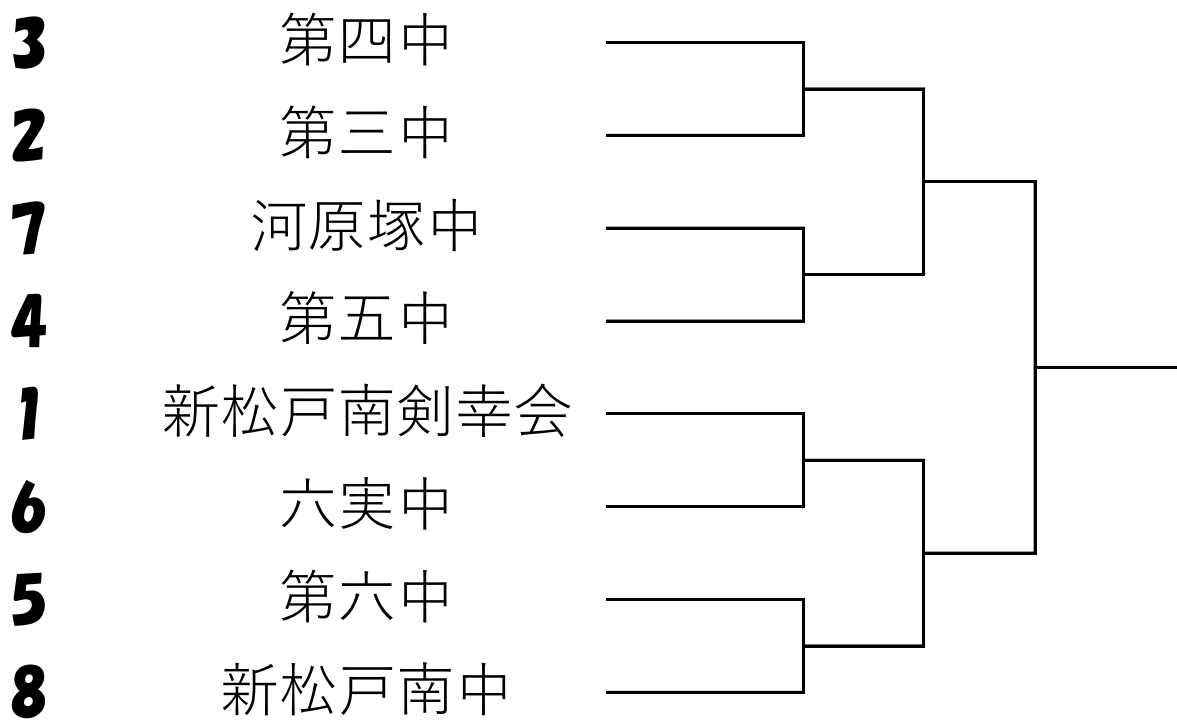 3 第四中
2 第三中
7 河原塚中
4 第五中
1 新松戸南剣幸会
6 六実中
5 第六中
8 新松戸南中